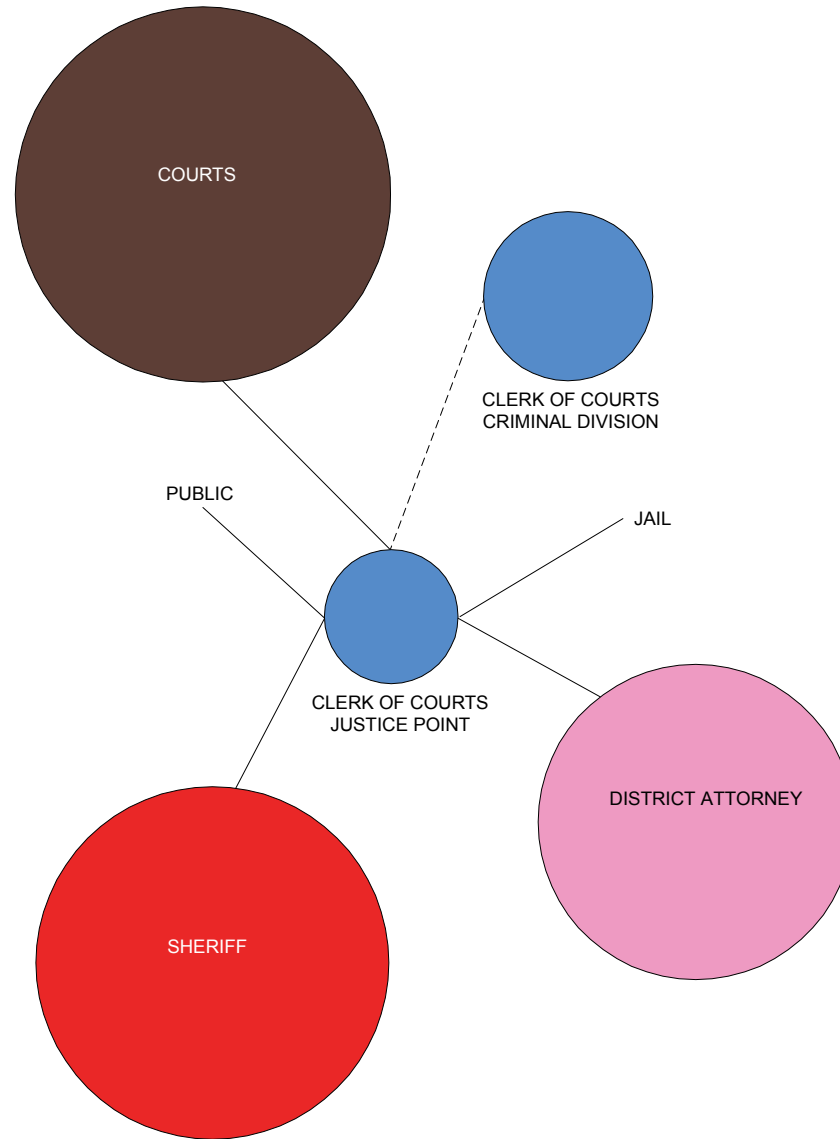 COURTS
CLERK OF COURTS
CRIMINAL DIVISION
PUBLIC
JAIL
CLERK OF COURTS
JUSTICE POINT
DISTRICT ATTORNEY
SHERIFF